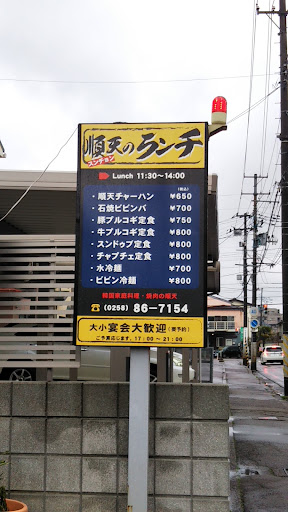 順天のランチ
スンチョン
Lunch 11:30〜14:00
(税込)
・順天チャーハン ¥650
・石焼ビビンバ ¥700
・豚プルコギ定食 ¥750
・牛プルコギ定食 ¥800
・スンドゥブ定食 ¥800
・チャプチェ定食 ¥800
・水冷麺 ¥700
・ビビン冷麺 ¥800
韓国家庭料理・焼肉の順天
☎(0258)86-7154
大小宴会大歓迎(要予約)
ご予算応じます。17:00〜21:00